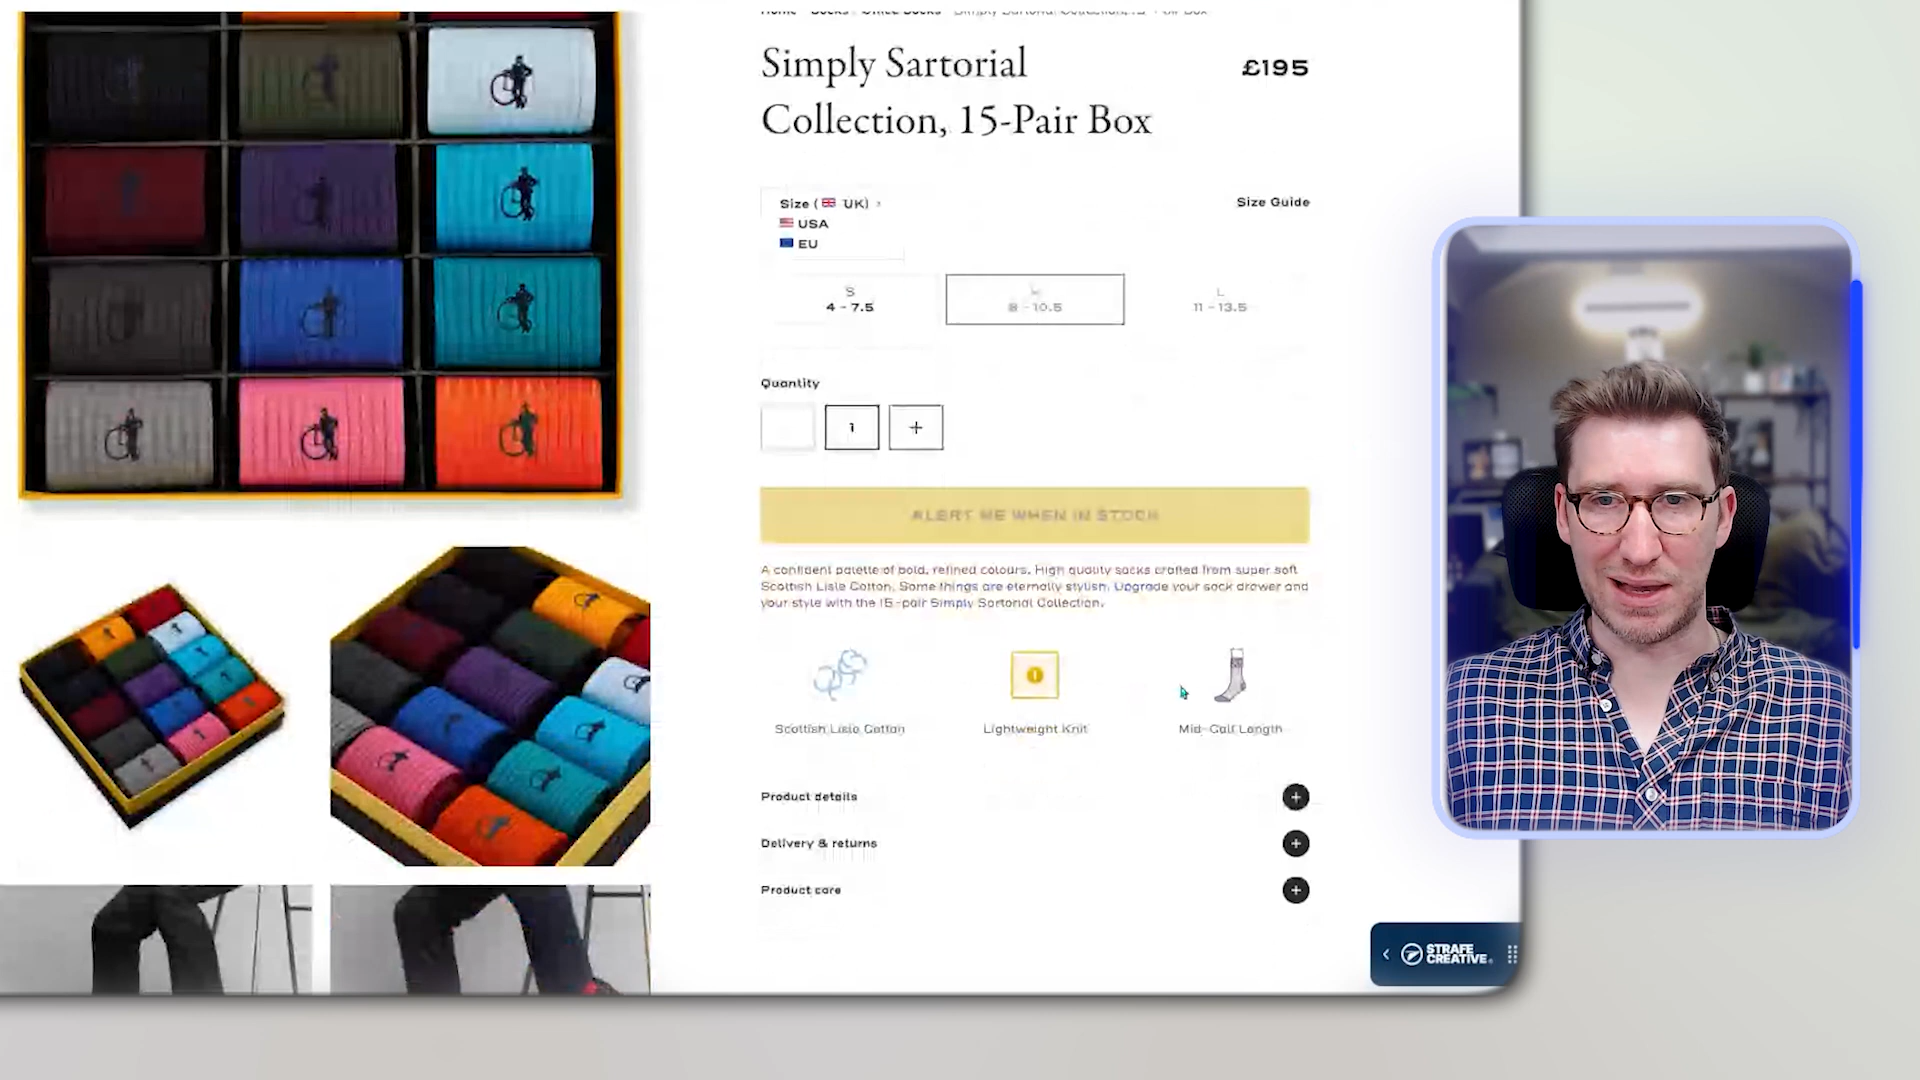 Home Socks Office Socks Simply Sartorial Collection, 15-Pair Box
Simply Sartorial
Collection, 15-Pair Box
£195
Size (🇬🇧 UK) ›
Size Guide
USA
EU
S
4 - 7.5
8 - 10.5
L
11 - 13.5
Quantity
1
+
ALERT ME WHEN IN STOCK
A confident palette of bold, refined colours. High quality socks crafted from super soft
Scottish Lisle Cotton. Some things are eternally stylish. Upgrade your sock drawer and
your style with the 15-pair Simply Sartorial Collection.
Scottish Lisle Cotton
Lightweight Knit
Mid-Calf Length
Product details
Delivery & returns
Product care
STRAFE
CREATIVE